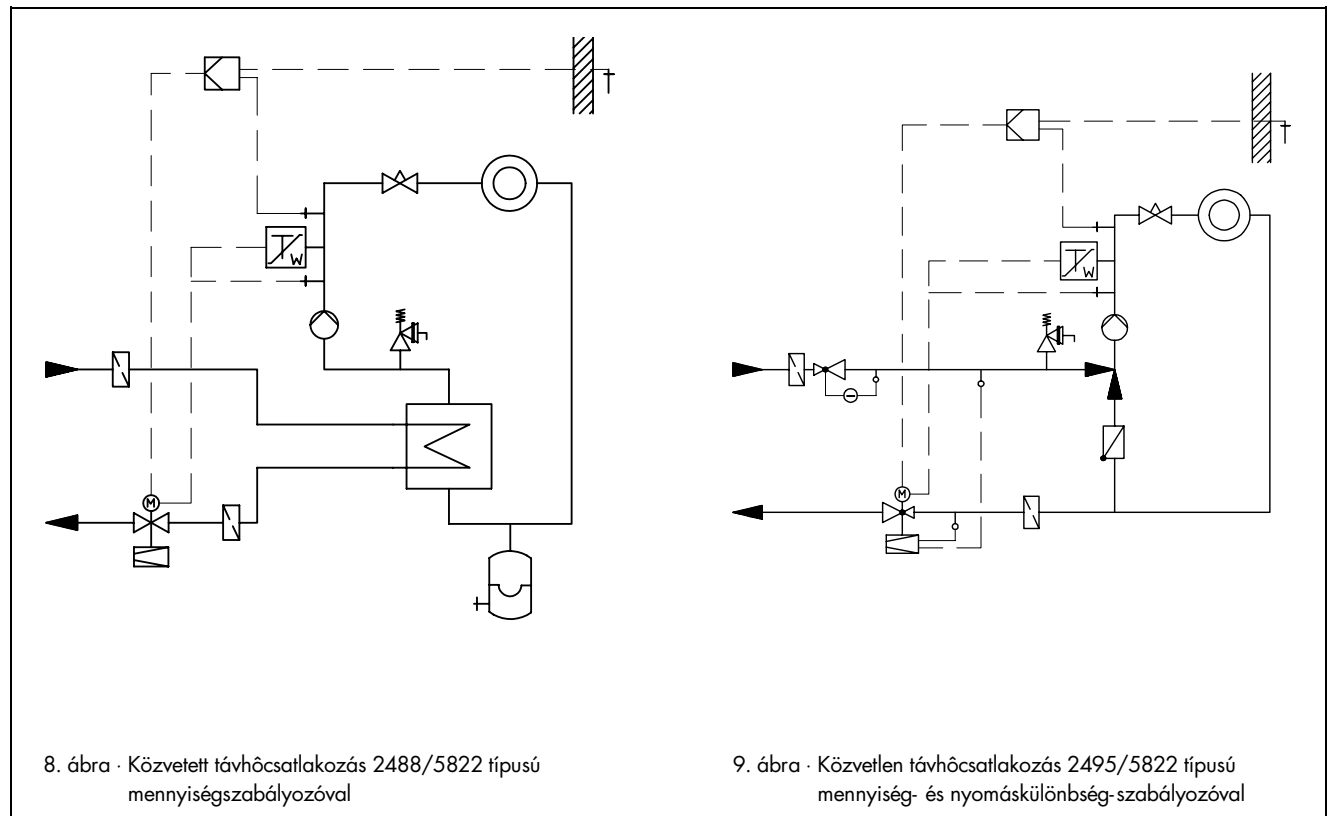 T
W
M
T
W
M
8. ábra · Közvetett távhôcsatlakozás 2488/5822 típusú
mennyiségszabályozóval
9. ábra · Közvetlen távhôcsatlakozás 2495/5822 típusú
mennyiség- és nyomáskülönbség-szabályozóval